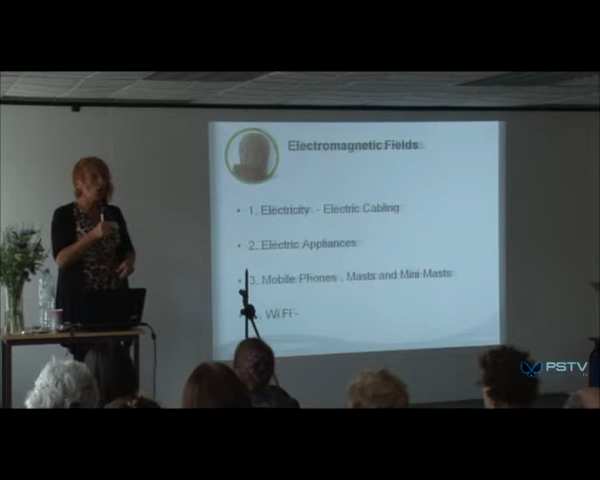 Electromagnetic Fields
• 1. Electricity - Electric Cabling
• 2. Electric Appliances
• 3. Mobile Phones, Masts and Mini Masts
. Wi Fi -
PSTV